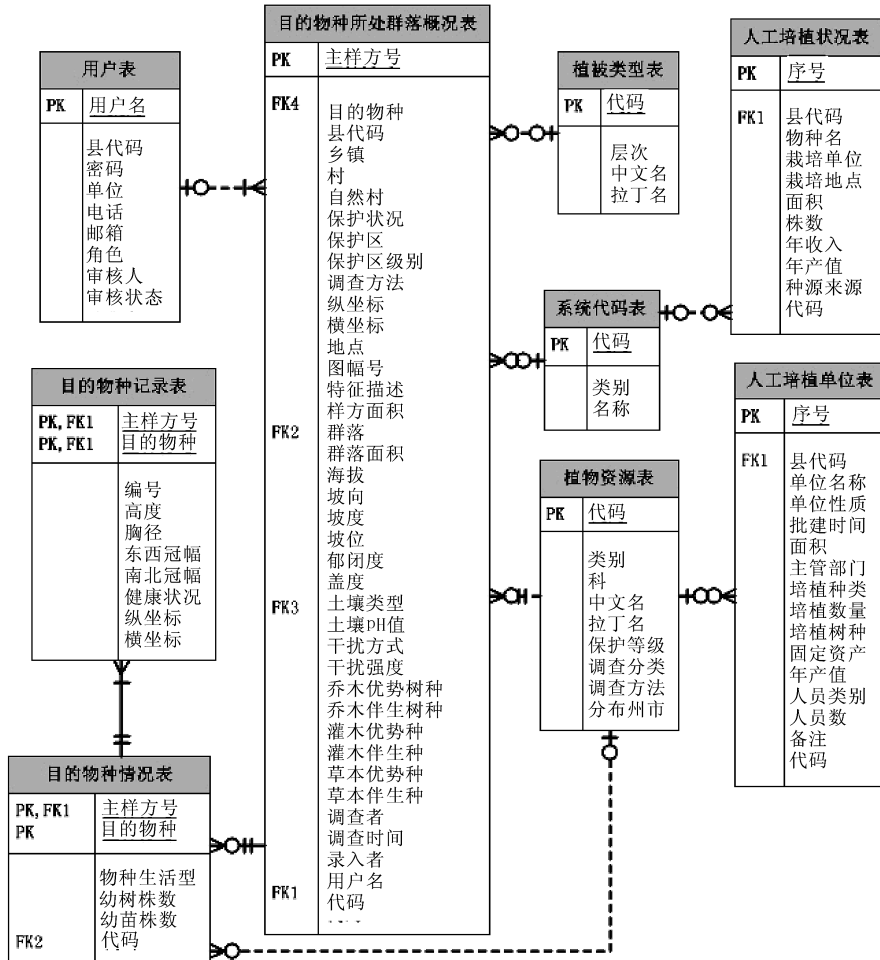 用户表
PK 用户名
县代码
密码
单位
电话
邮箱
角色
审核人
审核状态
目的物种记录表
PK,FK1 主样方号
PK,FK1 目的物种
编号
高度
胸径
东西冠幅
南北冠幅
健康状况
纵坐标
横坐标
目的物种情况表
PK,FK1 主样方号
PK 目的物种
物种生活型
幼树株数
幼苗株数
FK2 代码
目的物种所处群落概况表
PK 主样方号
FK4 目的物种
县代码
乡镇
村
自然村
保护状况
保护区
保护区级别
调查方法
纵坐标
横坐标
地点
图幅号
特征描述
样方面积
FK2 群落
群落面积
海拔
坡向
坡度
坡位
郁闭度
盖度
FK3 土壤类型
土壤pH值
干扰方式
干扰强度
乔木优势树种
乔木伴生树种
灌木优势种
灌木伴生种
草本优势种
草本伴生种
调查者
调查时间
录入者
用户名
FK1 代码
植被类型表
PK 代码
层次
中文名
拉丁名
系统代码表
PK 代码
类别
名称
植物资源表
PK 代码
类别
科
中文名
拉丁名
保护等级
调查分类
调查方法
分布州市
人工培植状况表
PK 序号
FK1 县代码
物种名
栽培单位
栽培地点
面积
株数
年收入
年产值
种源来源
代码
人工培植单位表
PK 序号
FK1 县代码
单位名称
单位性质
批建时间
面积
主管部门
培植种类
培植数量
培植树种
固定资产
年产值
人员类别
人员数
备注
代码